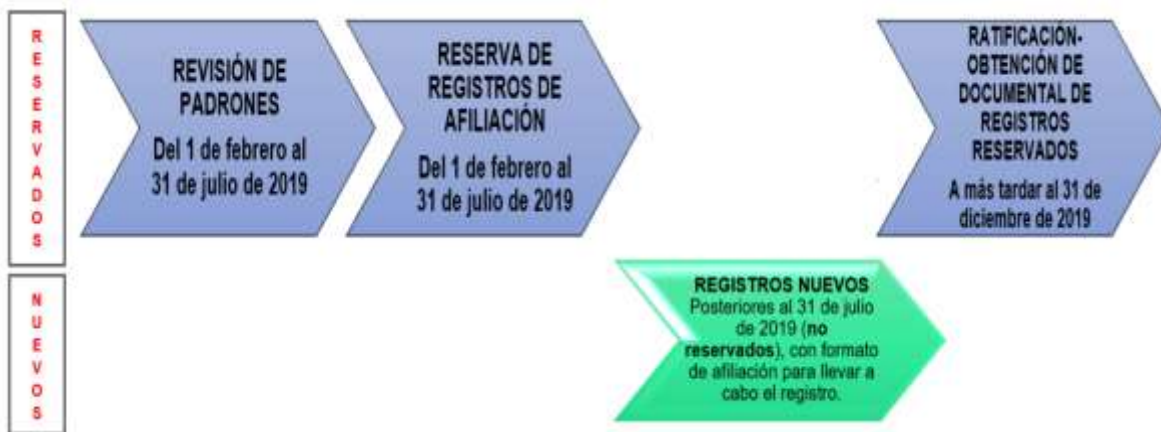 RESERVADOS
REVISIÓN DE
PADRONES
Del 1 de febrero al
31 de julio de 2019
RESERVA DE
REGISTROS DE
AFILIACIÓN
Del 1 de febrero al
31 de julio de 2019
RATIFICACIÓN-
OBTENCIÓN DE
DOCUMENTAL DE
REGISTROS
RESERVADOS
A más tardar al 31 de
diciembre de 2019
NUEVOS
REGISTROS NUEVOS
Posteriores al 31 de julio
de 2019 (no
reservados), con formato
de afiliación para llevar a
cabo el registro.